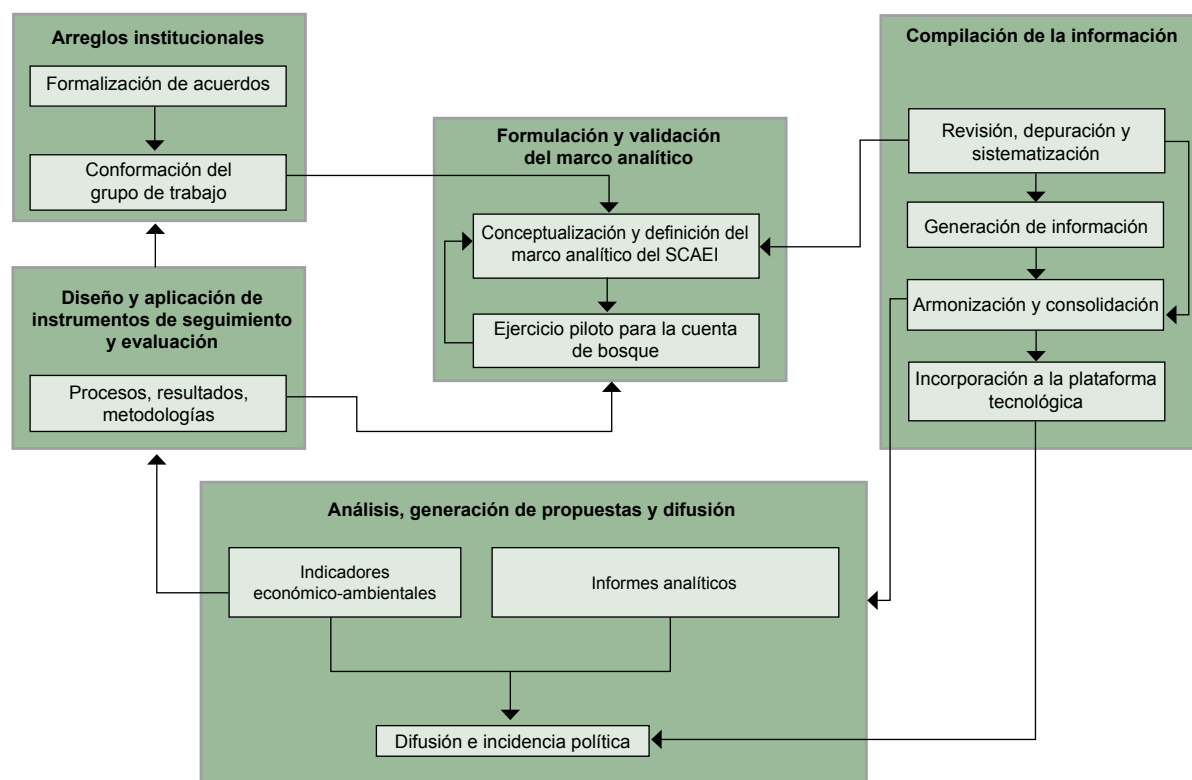 Arreglos institucionales
Formalización de acuerdos
Conformación del
grupo de trabajo
Formulación y validación
del marco analítico
Conceptualización y definición del
marco analítico del SCAEI
Ejercicio piloto para la cuenta
de bosque
Compilación de la información
Revisión, depuración y
sistematización
Generación de información
Armonización y consolidación
Incorporación a la plataforma
tecnológica
Diseño y aplicación de
instrumentos de seguimiento
y evaluación
Procesos, resultados,
metodologías
Análisis, generación de propuestas y difusión
Indicadores
económico-ambientales
Informes analíticos
Difusión e incidencia política